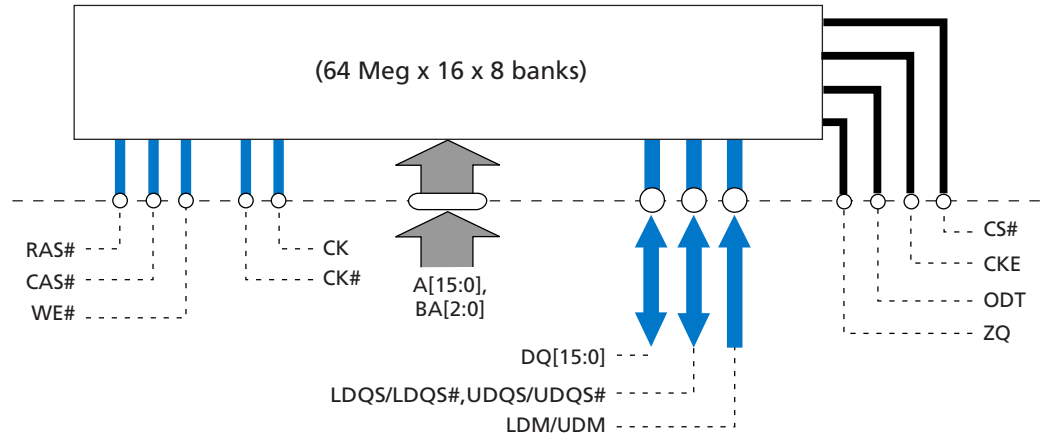 (64 Meg x 16 x 8 banks)
RAS#
CAS#
WE#
CK
CK#
A[15:0],
BA[2:0]
DQ[15:0]
LDQS/LDQS#,UDQS/UDQS#
LDM/UDM
CS#
CKE
ODT
ZQ